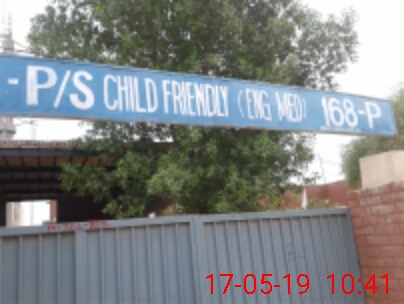 -P/S CHILD FRIENDLY (ENG MED) 168-P
17-05-19 10:41